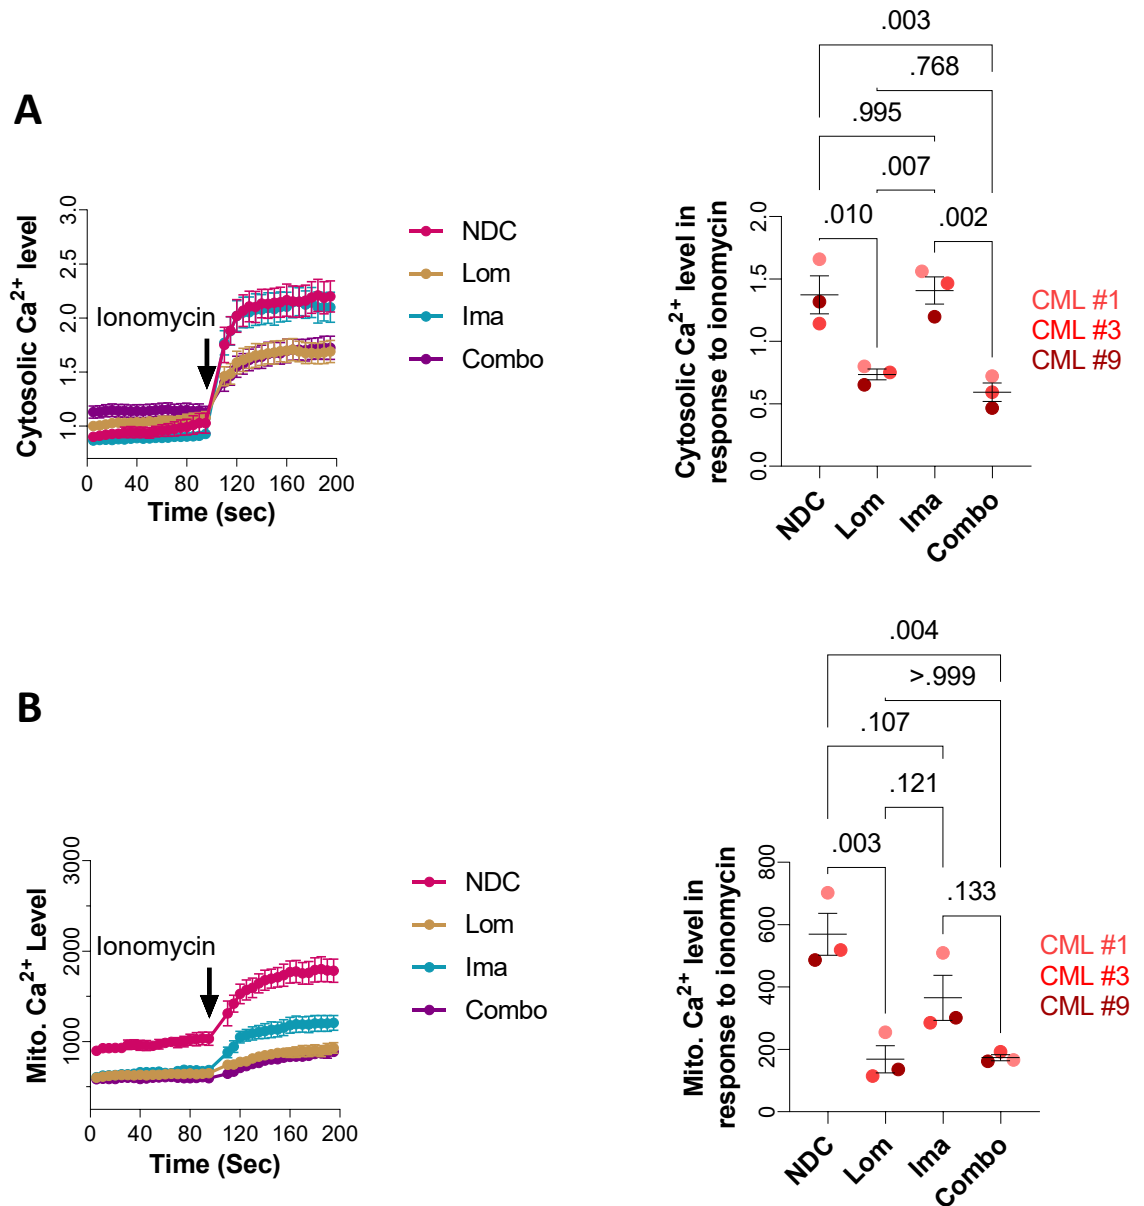 A
Cytosolic Ca2+ level
3.0
2.5
2.0
1.5
1.0
Ionomycin
0 40 80 120 160 200
Time (sec)
NDC
Lom
Ima
Combo
.003
.768
.995
.007
.010
.002
Cytosolic Ca2+ level in
response to ionomycin
2.0
1.5
1.0
0.5
0.0
NDC
Lom
Ima
Combo
CML #1
CML #3
CML #9
B
Mito. Ca2+ Level
3000
2000
1000
Ionomycin
0 40 80 120 160 200
Time (Sec)
NDC
Lom
Ima
Combo
.004
>.999
.107
.121
.003
.133
Mito. Ca2+ level in
response to ionomycin
800
600
400
200
0
NDC
Lom
Ima
Combo
CML #1
CML #3
CML #9